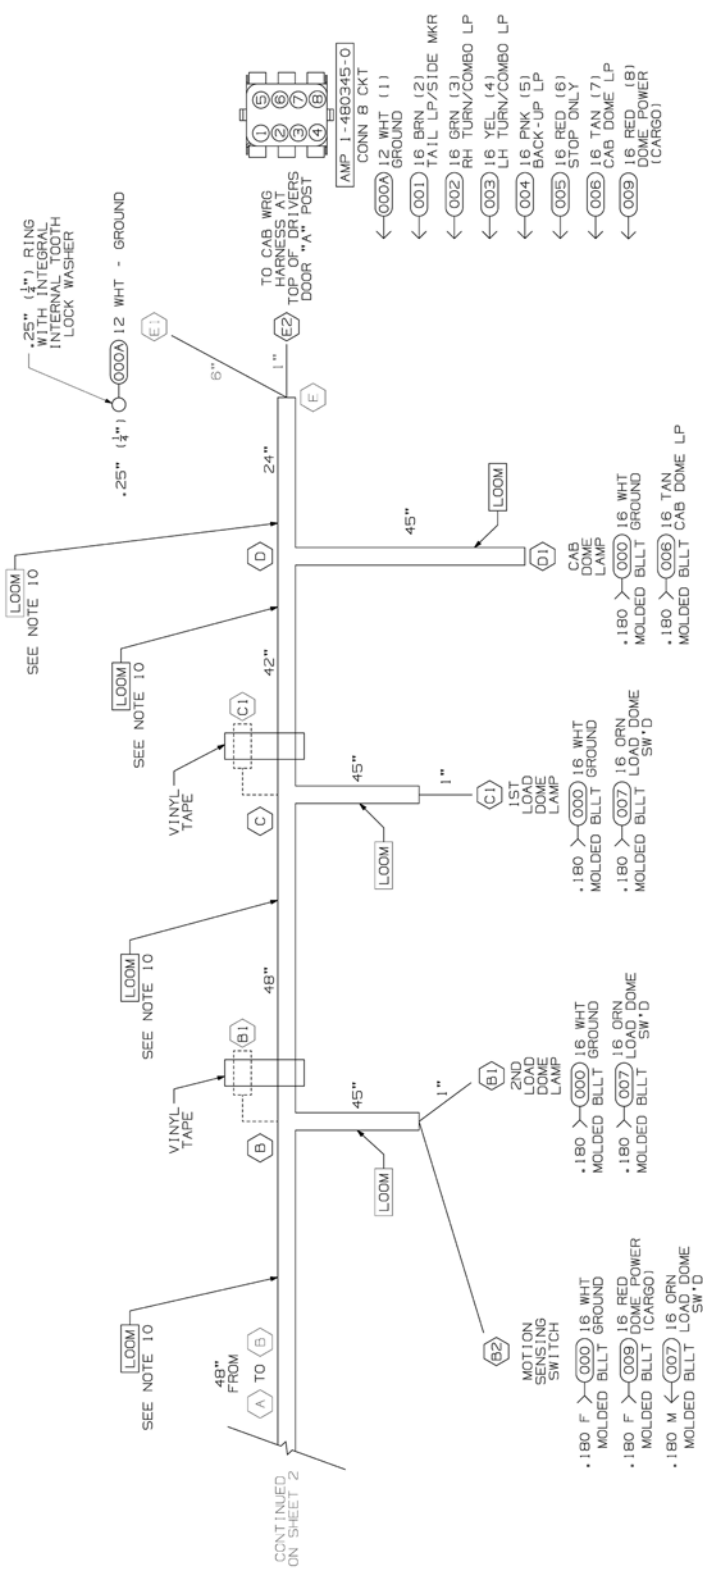 .25" (¼") RING
WITH INTEGRAL
INTERNAL TOOTH
LOCK WASHER
.25" (¼")
000A 12 WHT - GROUND
E1
6"
1"
E2
E
TO CAB WRG
HARNESS AT
TOP OF DRIVERS
DOOR "A" POST
1 2 3 4
5 6 7 8
AMP 1-480345-0
CONN 8 CKT
000A 12 WHT (1)
GROUND
001 16 BRN (2)
TAIL LP/SIDE MKR
002 16 GRN (3)
RH TURN/COMBO LP
003 16 YEL (4)
LH TURN/COMBO LP
004 16 PNK (5)
BACK-UP LP
005 16 RED (6)
STOP ONLY
006 16 TAN (7)
CAB DOME LP
009 16 RED (8)
DOME POWER
(CARGO)
LOOM
SEE NOTE 10
24"
D
LOOM
45"
D1
CAB
DOME
LAMP
.180 000 16 WHT
MOLDED BLLT GROUND
.180 006 16 TAN
MOLDED BLLT CAB DOME LP
LOOM
SEE NOTE 10
42"
VINYL
TAPE
C1
C
45"
LOOM
1"
C1
1ST
LOAD
DOME
LAMP
.180 000 16 WHT
MOLDED BLLT GROUND
.180 007 16 ORN
MOLDED BLLT LOAD DOME
SW'D
LOOM
SEE NOTE 10
48"
VINYL
TAPE
B1
B
45"
LOOM
1"
B1
2ND
LOAD
DOME
LAMP
.180 000 16 WHT
MOLDED BLLT GROUND
.180 007 16 ORN
MOLDED BLLT LOAD DOME
SW'D
B2
MOTION
SENSING
SWITCH
.180 F 000 16 WHT
MOLDED BLLT GROUND
.180 F 009 16 RED
MOLDED BLLT DOME POWER
(CARGO)
.180 M 007 16 ORN
MOLDED BLLT LOAD DOME
SW'D
LOOM
SEE NOTE 10
48"
FROM
A TO B
CONTINUED
ON SHEET 2